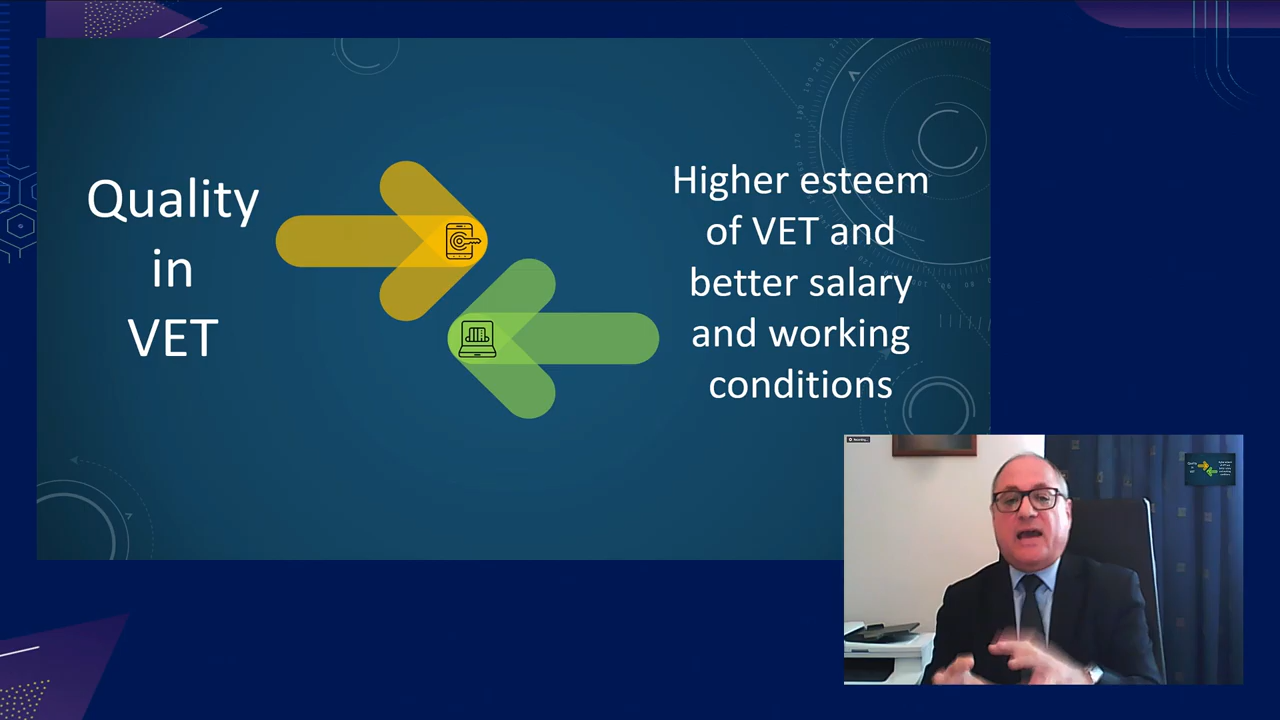 Quality
in
VET
Higher esteem
of VET and
better salary
and working
conditions